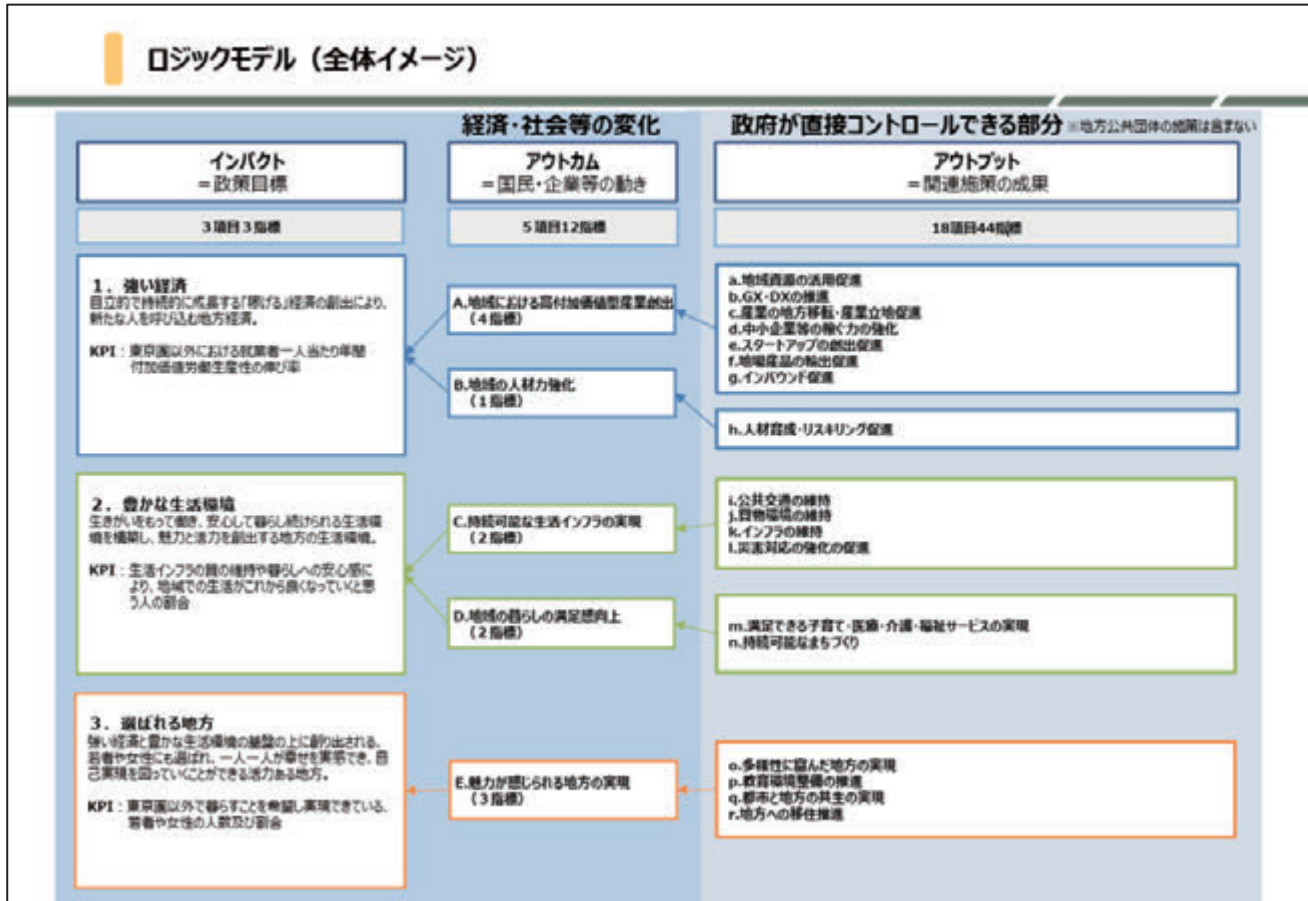 ロジックモデル（全体イメージ）
経済・社会等の変化
政府が直接コントロールできる部分 ※地方公共団体の施策は含まない
インパクト
＝政策目標
アウトカム
＝国民・企業等の動き
アウトプット
＝関連施策の成果
3項目3指標
5項目12指標
18項目44指標
1．強い経済
自立的で持続的に成長する「稼げる」経済の創出により、
新たな人を呼び込む地方経済。
KPI：東京圏以外における就業者一人当たり年間
付加価値労働生産性の伸び率
A.地域における高付加価値型産業創出
（4指標）
B.地域の人材力強化
（1指標）
a.地域資源の活用促進
b.GX・DXの推進
c.産業の地方移転・産業立地促進
d.中小企業等の稼ぐ力の強化
e.スタートアップの創出促進
f.地場産品の輸出促進
g.インバウンド促進
h.人材育成・リスキリング促進
2．豊かな生活環境
生きがいをもって働き、安心して暮らし続けられる生活環
境を構築し、魅力と活力を創出する地方の生活環境。
KPI：生活インフラの質の維持や暮らしへの安心感に
より、地域での生活がこれから良くなっていくと思
う人の割合
C.持続可能な生活インフラの実現
（2指標）
D.地域の暮らしの満足感向上
（2指標）
i.公共交通の維持
j.買物環境の維持
k.インフラの維持
l.災害対応の強化の促進
m.満足できる子育て・医療・介護・福祉サービスの実現
n.持続可能なまちづくり
3．選ばれる地方
強い経済と豊かな生活環境の基盤の上に創り出される、
若者や女性にも選ばれ、一人一人が幸せを実感でき、自
己実現を図っていくことができる活力ある地方。
KPI：東京圏以外で暮らすことを希望し実現できている、
若者や女性の人数及び割合
E.魅力が感じられる地方の実現
（3指標）
o.多様性に富んだ地方の実現
p.教育環境整備の推進
q.都市と地方の共生の実現
r.地方への移住推進